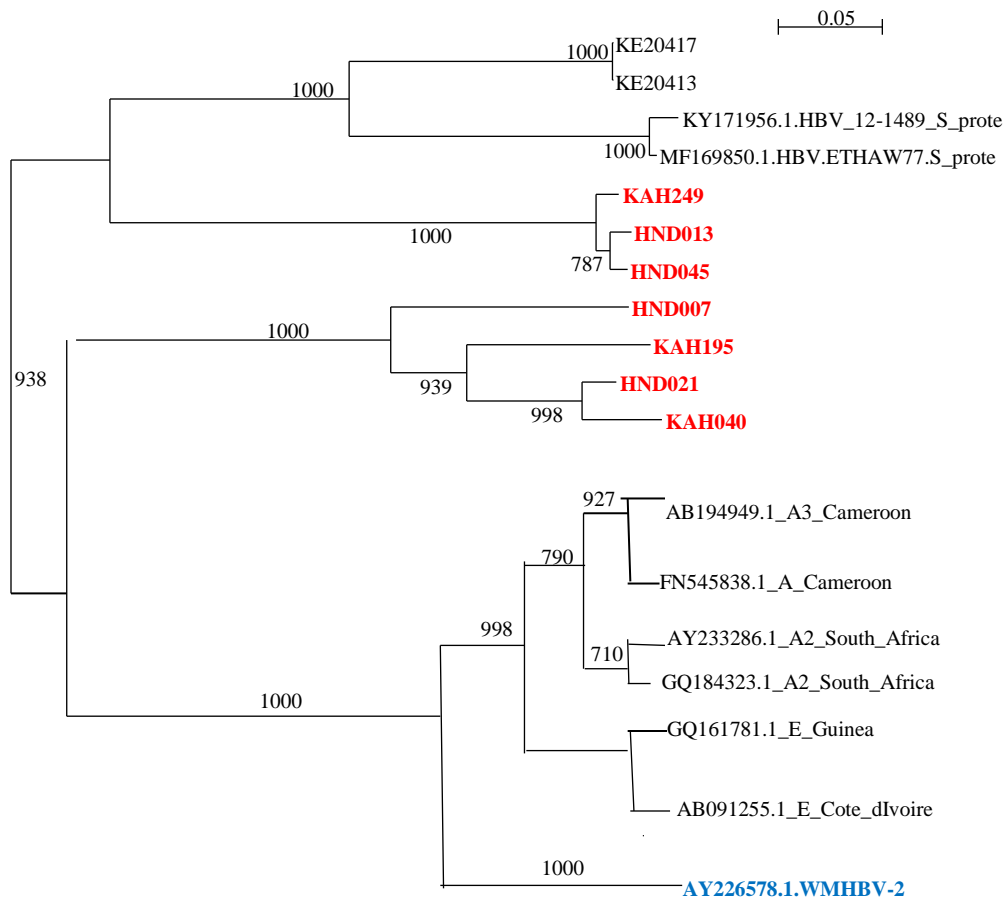 0.05
KE20417
1000
KE20413
1000
KY171956.1.HBV_12-1489_S_prote
1000
MF169850.1.HBV.ETHAW77.S_prote
KAH249
1000
HND013
787
HND045
HND007
1000
KAH195
938
939
HND021
998
KAH040
927
AB194949.1_A3_Cameroon
790
FN545838.1_A_Cameroon
998
AY233286.1_A2_South_Africa
710
GQ184323.1_A2_South_Africa
1000
GQ161781.1_E_Guinea
AB091255.1_E_Cote_dIvoire
1000
AY226578.1.WMHBV-2